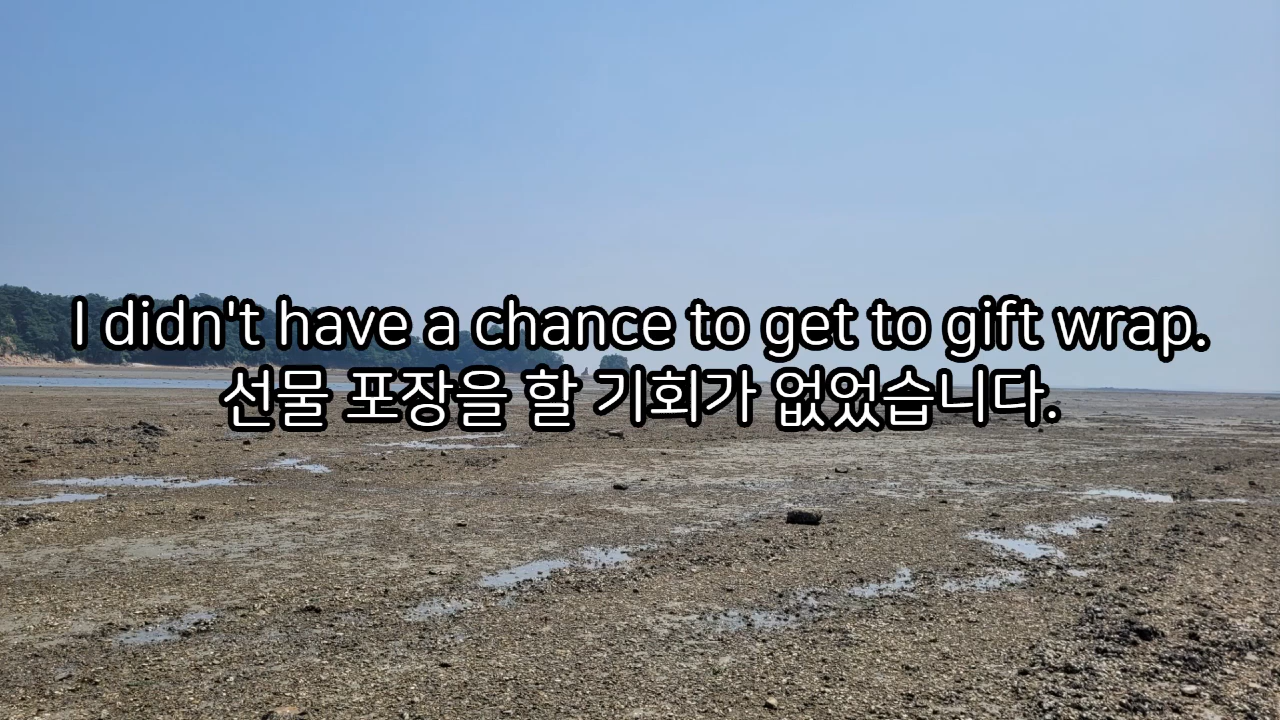 I didn't have a chance to get to gift wrap.
선물 포장을 할 기회가 없었습니다.